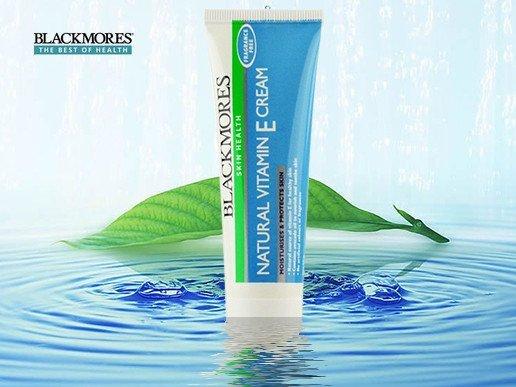 BLACKMORES®
THE BEST OF HEALTH
FRAGRANCE
FREE
BLACKMORES
SKIN HEALTH
NATURAL VITAMIN E CREAM
MOISTURISES & PROTECTS SKIN